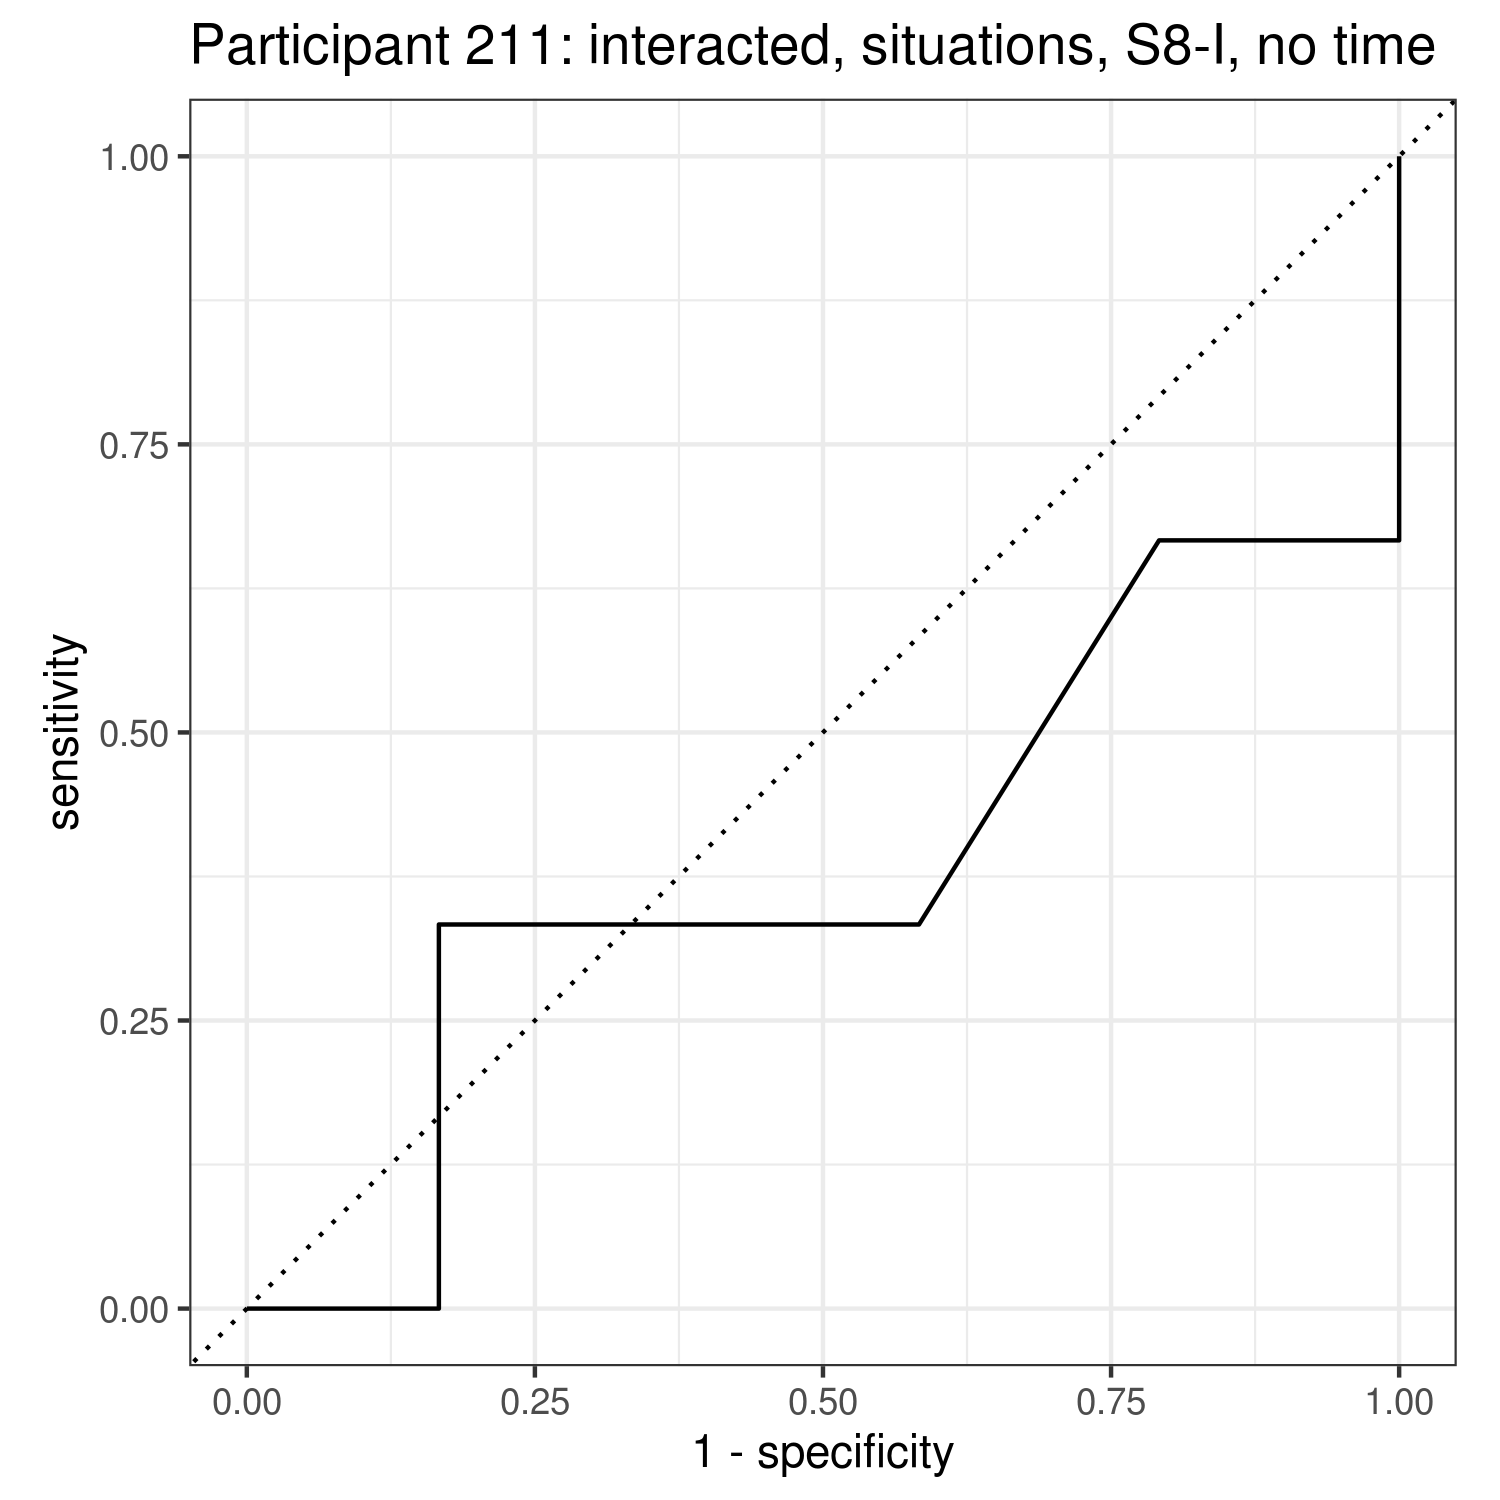 Participant 211: interacted, situations, S8-I, no time
1.00
0.75
0.50
0.25
0.00
sensitivity
0.00 0.25 0.50 0.75 1.00
1 - specificity